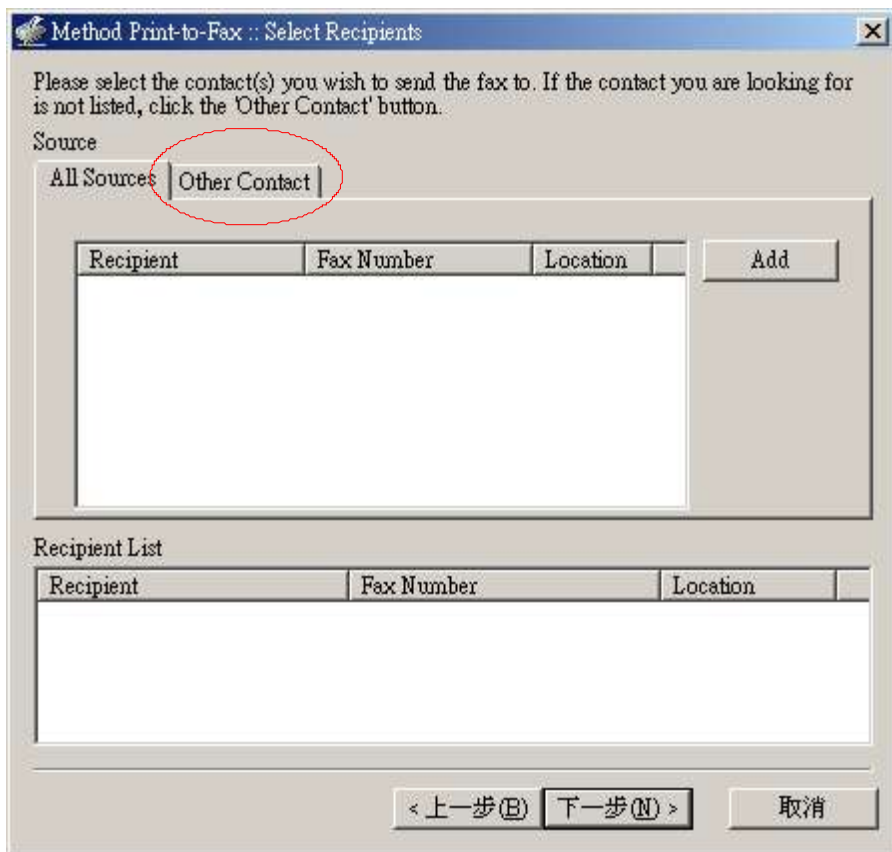 Method Print-to-Fax :: Select Recipients
Please select the contact(s) you wish to send the fax to. If the contact you are looking for
is not listed, click the 'Other Contact' button.
Source
All Sources Other Contact
Recipient Fax Number Location Add
Recipient List
Recipient Fax Number Location
<上一步(B) 下一步(N)> 取消